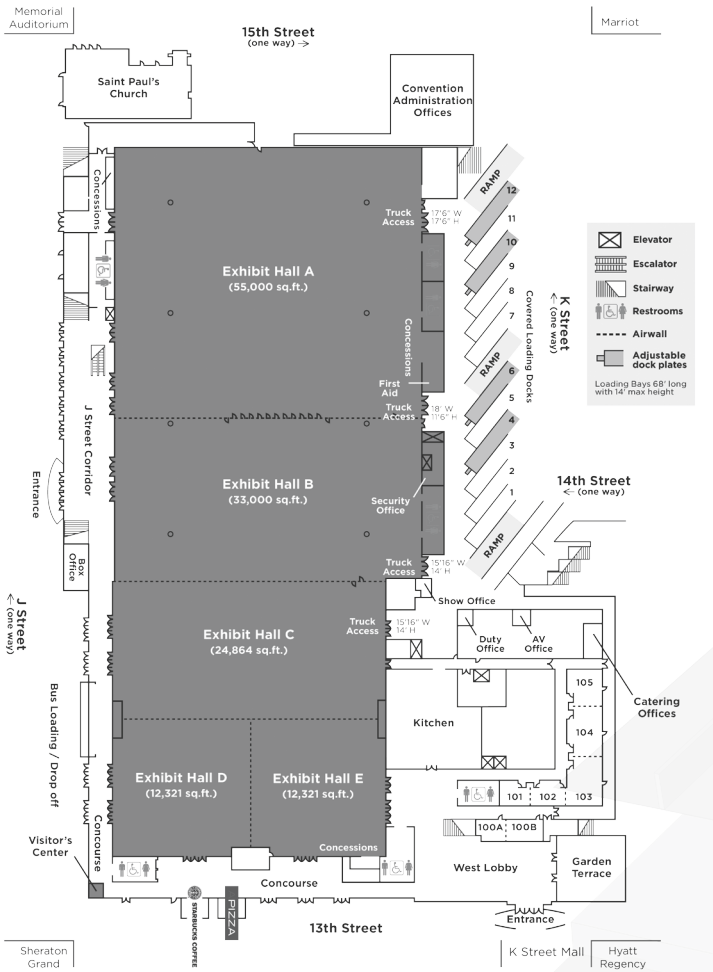 Memorial
Auditorium
15th Street
(one way) →
Marriot
Saint Paul's
Church
Convention
Administration
Offices
Concessions
RAMP
12
11
10
9
8
7
RAMP
6
5
4
3
2
1
RAMP
Covered Loading Docks
K Street
(one way)
Truck
Access
17'6" W
17'6" H
Exhibit Hall A
(55,000 sq.ft.)
Concessions
First
Aid
Truck
Access
18' W
11'6" H
Elevator
Escalator
Stairway
Restrooms
Airwall
Adjustable
dock plates
Loading Bays 68' long
with 14' max height
J Street Corridor
Entrance
Exhibit Hall B
(33,000 sq.ft.)
Security
Office
14th Street
← (one way)
Box
Office
Truck
Access
15'16" W
14' H
Show Office
J Street
(one way)
Exhibit Hall C
(24,864 sq.ft.)
Truck
Access
15'16" W
14' H
Duty
Office
AV
Office
Catering
Offices
105
104
103
102
101
Kitchen
Bus Loading / Drop off
Exhibit Hall D
(12,321 sq.ft.)
Exhibit Hall E
(12,321 sq.ft.)
100A
100B
Visitor's
Center
Concourse
Concessions
West Lobby
Garden
Terrace
Concourse
STARBUCKS COFFEE
PIZZA
13th Street
Entrance
Sheraton
Grand
K Street Mall
Hyatt
Regency